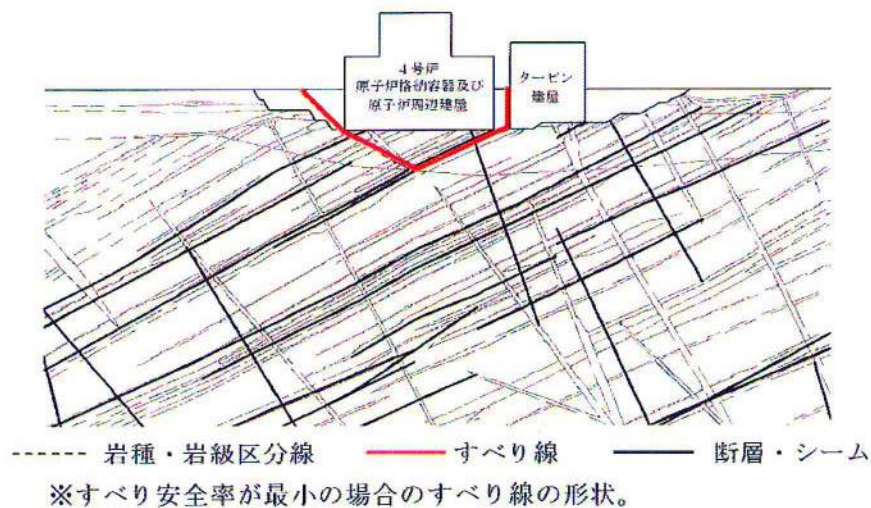 4号炉
原子炉格納容器及び
原子炉周辺建屋
タービン
建屋
岩種・岩級区分線
すべり線
断層・シーム
※すべり安全率が最小の場合のすべり線の形状。